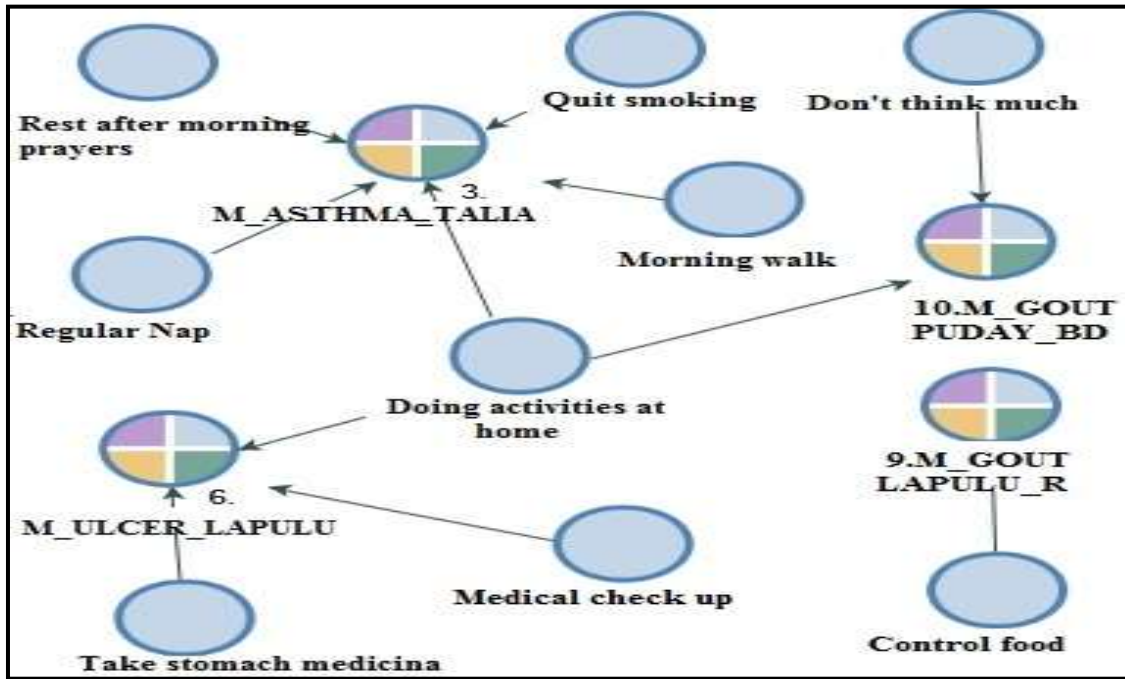 Quit smoking
Don't think much
Rest after morning
prayers
3.
M_ASTHMA_TALIA
Morning walk
Regular Nap
10.M_GOUT
PUDAY_BD
Doing activities at
home
9.M_GOUT
LAPULU_R
6.
M_ULCER_LAPULU
Medical check up
Control food
Take stomach medicina